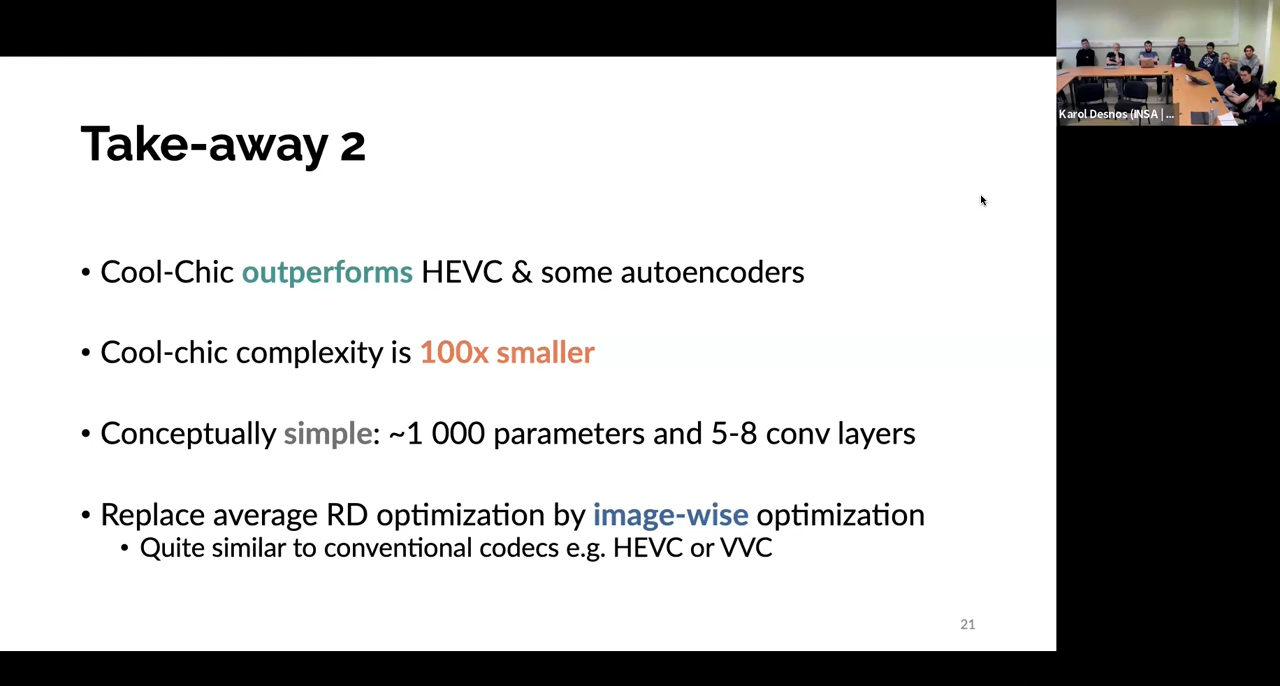 Take-away 2
• Cool-Chic outperforms HEVC & some autoencoders
• Cool-chic complexity is 100x smaller
• Conceptually simple: ~1 000 parameters and 5-8 conv layers
• Replace average RD optimization by image-wise optimization
• Quite similar to conventional codecs e.g. HEVC or VVC
21
Karol Desnos (INSA | ...